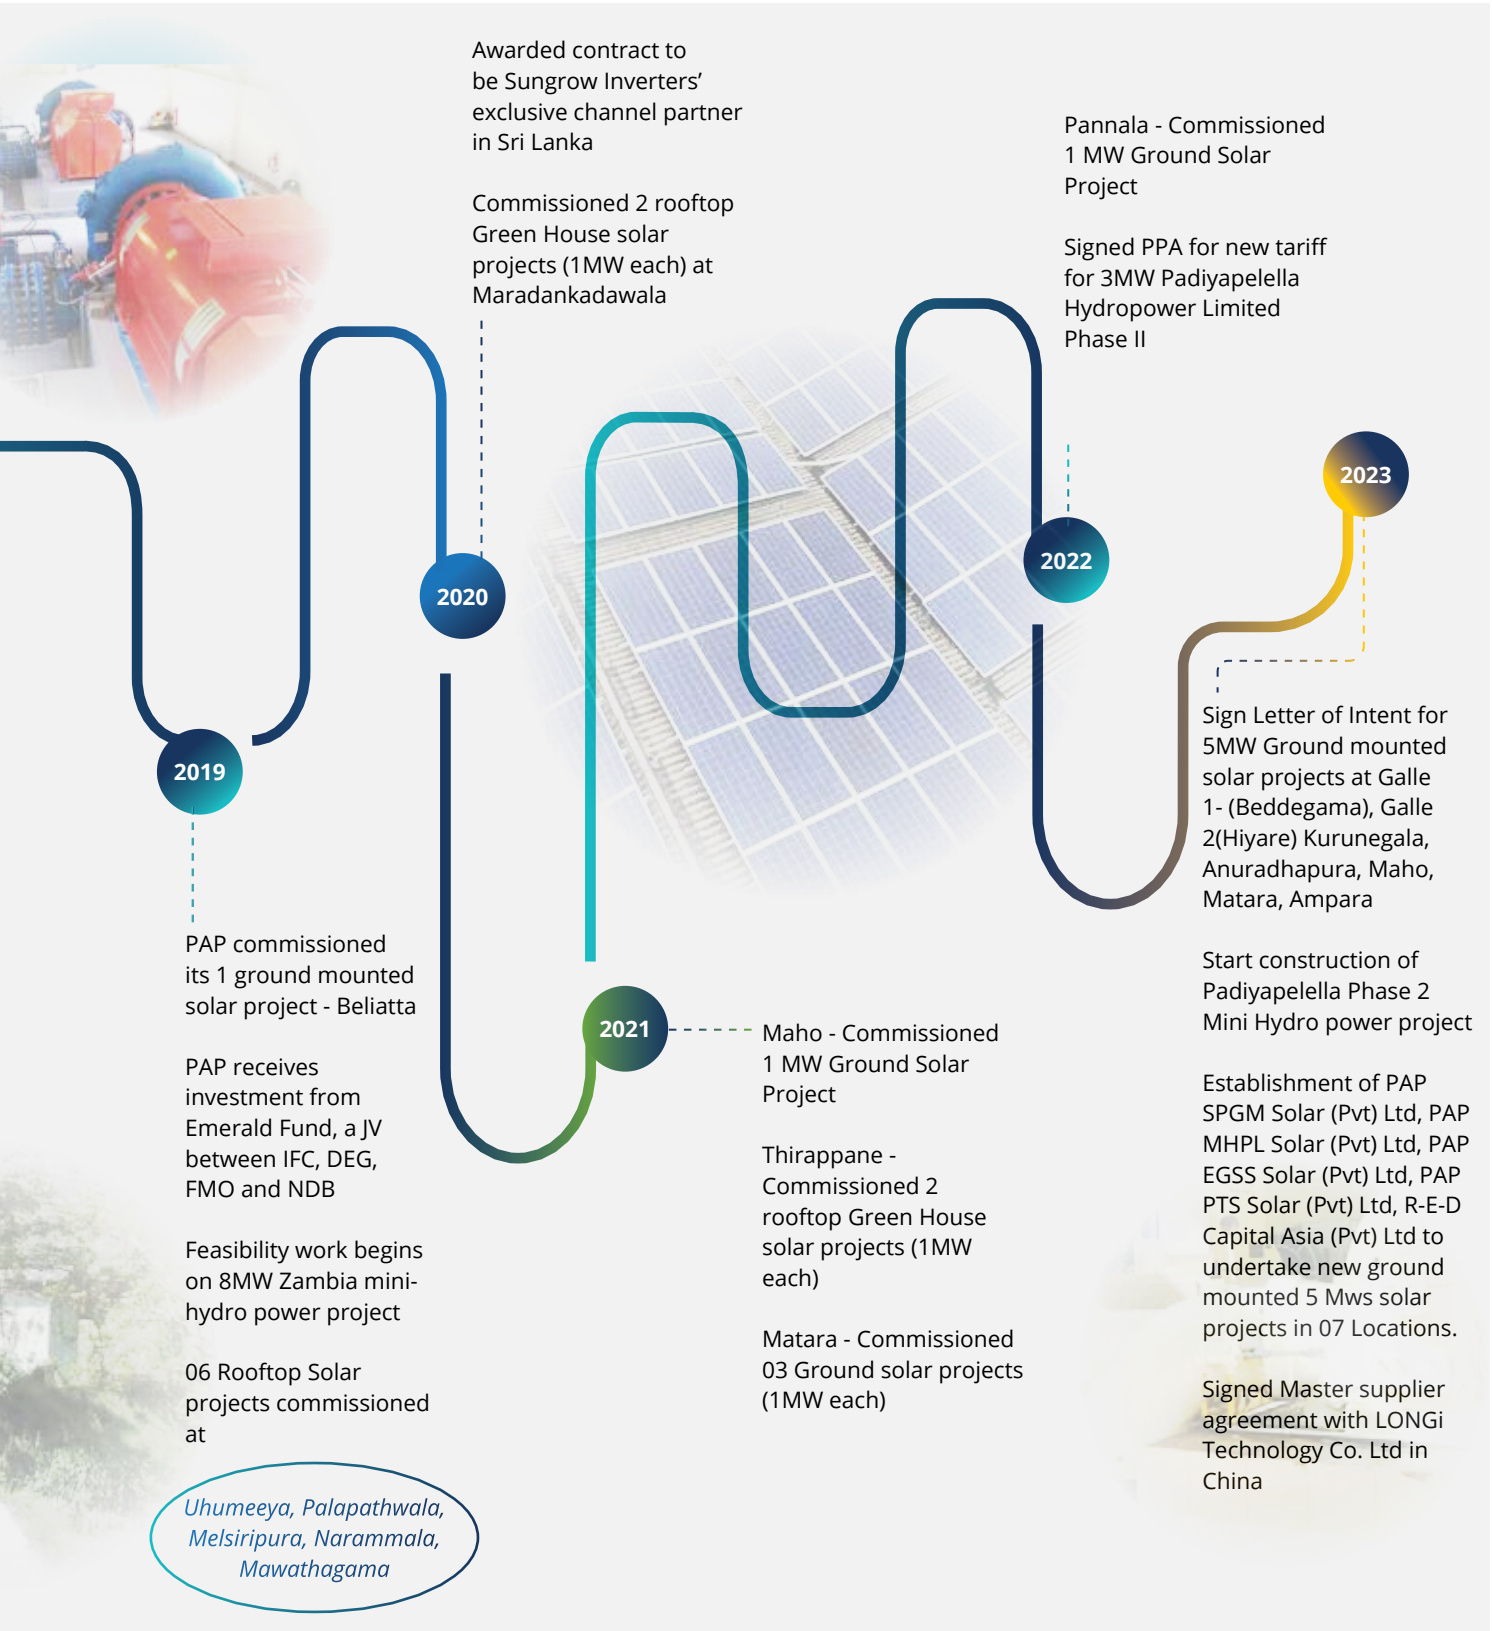 2019
PAP commissioned
its 1 ground mounted
solar project - Beliatta
PAP receives
investment from
Emerald Fund, a JV
between IFC, DEG,
FMO and NDB
Feasibility work begins
on 8MW Zambia mini-
hydro power project
06 Rooftop Solar
projects commissioned
at
Uhumeeya, Palapathwala,
Melsiripura, Narammala,
Mawathagama
Awarded contract to
be Sungrow Inverters’
exclusive channel partner
in Sri Lanka
Commissioned 2 rooftop
Green House solar
projects (1MW each) at
Maradankadawala
2020
2021
Maho - Commissioned
1 MW Ground Solar
Project
Thirappane -
Commissioned 2
rooftop Green House
solar projects (1MW
each)
Matara - Commissioned
03 Ground solar projects
(1MW each)
Pannala - Commissioned
1 MW Ground Solar
Project
Signed PPA for new tariff
for 3MW Padiyapelella
Hydropower Limited
Phase II
2022
2023
Sign Letter of Intent for
5MW Ground mounted
solar projects at Galle
1- (Beddegama), Galle
2(Hiyare) Kurunegala,
Anuradhapura, Maho,
Matara, Ampara
Start construction of
Padiyapelella Phase 2
Mini Hydro power project
Establishment of PAP
SPGM Solar (Pvt) Ltd, PAP
MHPL Solar (Pvt) Ltd, PAP
EGSS Solar (Pvt) Ltd, PAP
PTS Solar (Pvt) Ltd, R-E-D
Capital Asia (Pvt) Ltd to
undertake new ground
mounted 5 Mws solar
projects in 07 Locations.
Signed Master supplier
agreement with LONGi
Technology Co. Ltd in
China